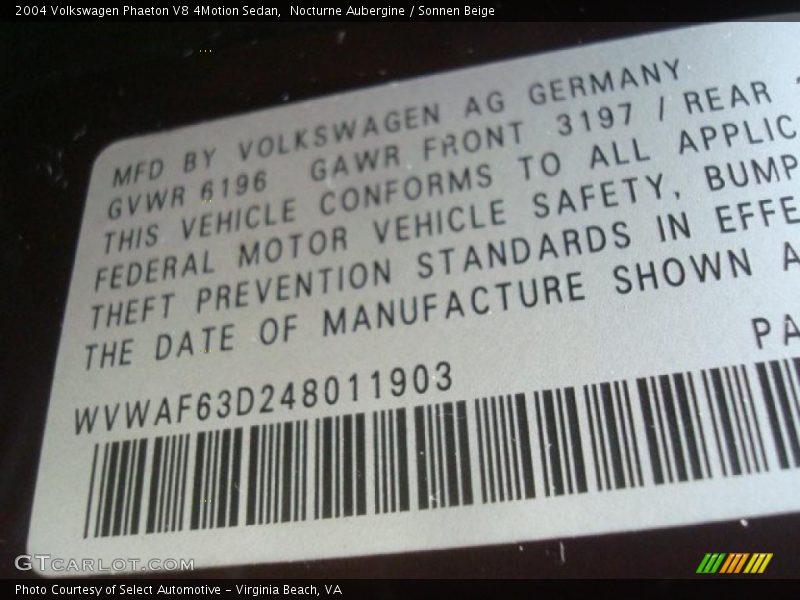 2004 Volkswagen Phaeton V8 4Motion Sedan, Nocturne Aubergine / Sonnen Beige
MFD BY VOLKSWAGEN AG GERMANY
GVWR 6196 GAWR FRONT 3197 / REAR
THIS VEHICLE CONFORMS TO ALL APPLIC
FEDERAL MOTOR VEHICLE SAFETY, BUMP
THEFT PREVENTION STANDARDS IN EFFE
THE DATE OF MANUFACTURE SHOWN A
PA
WVWAF63D248011903
GTCARLOT.COM
Photo Courtesy of Select Automotive - Virginia Beach, VA